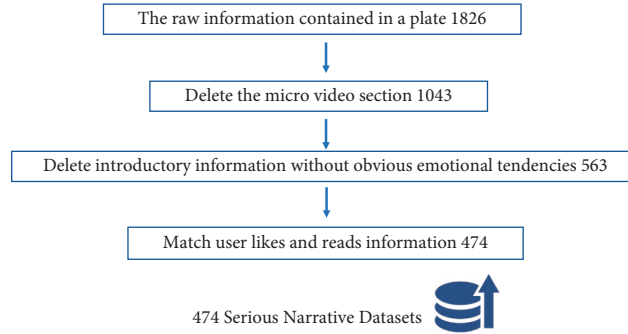 The raw information contained in a plate 1826
Delete the micro video section 1043
Delete introductory information without obvious emotional tendencies 563
Match user likes and reads information 474
474 Serious Narrative Datasets